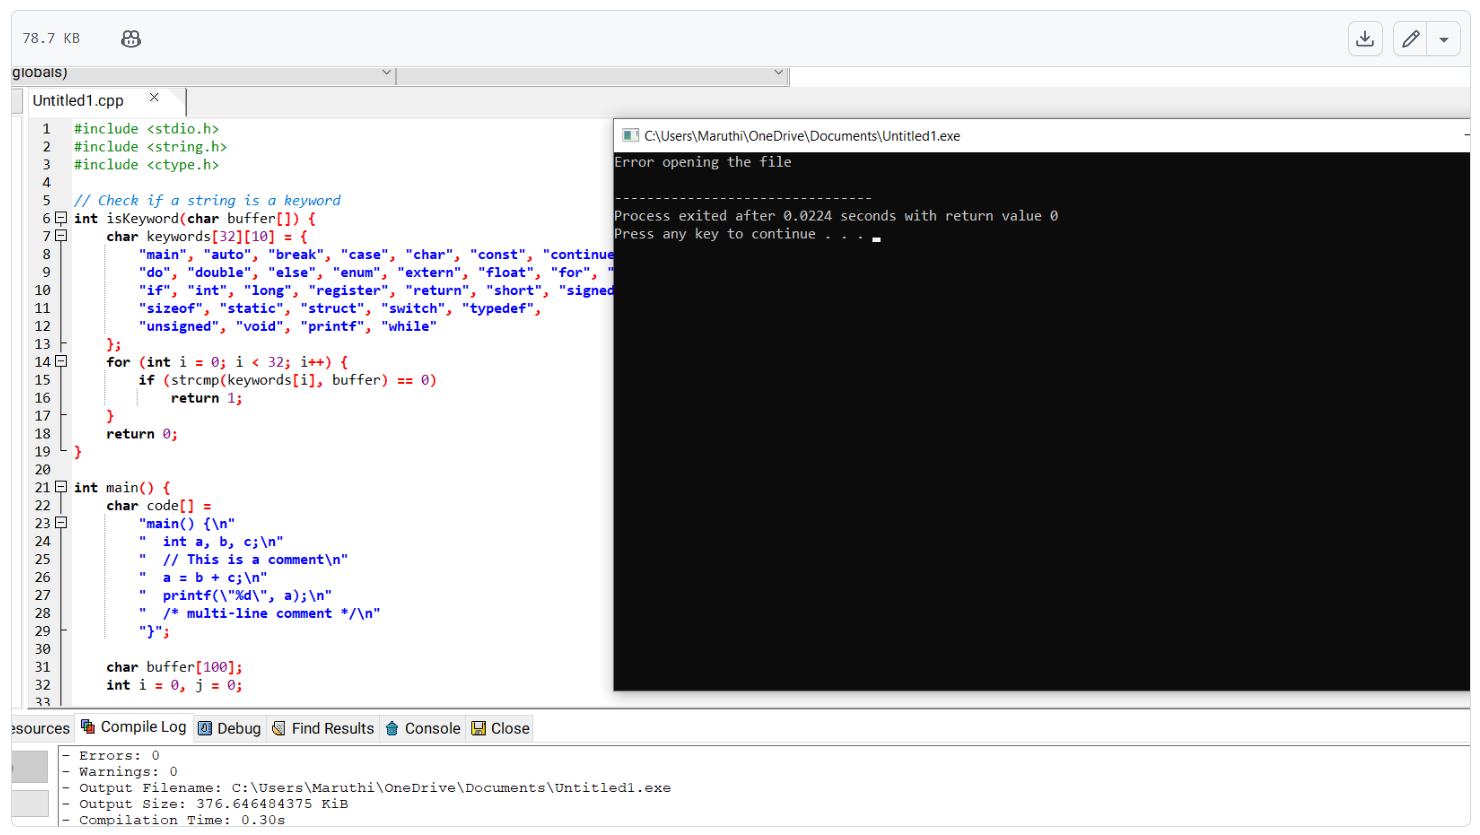 78.7 KB
globals)
Untitled1.cpp
1 #include <stdio.h>
2 #include <string.h>
3 #include <ctype.h>
4
5 // Check if a string is a keyword
6 int isKeyword(char buffer[]) {
7 char keywords[32][10] = {
8 "main", "auto", "break", "case", "char", "const", "continue
9 "do", "double", "else", "enum", "extern", "float", "for", "
10 "if", "int", "long", "register", "return", "short", "signed
11 "sizeof", "static", "struct", "switch", "typedef",
12 "unsigned", "void", "printf", "while"
13 };
14 for (int i = 0; i < 32; i++) {
15 if (strcmp(keywords[i], buffer) == 0)
16 return 1;
17 }
18 return 0;
19 }
20
21 int main() {
22 char code[] =
23 "main() {\n"
24 "  int a, b, c;\n"
25 "  // This is a comment\n"
26 "  a = b + c;\n"
27 "  printf(\"%d\", a);\n"
28 "  /* multi-line comment */\n"
29 "}";
30
31 char buffer[100];
32 int i = 0, j = 0;
33
C:\Users\Maruthi\OneDrive\Documents\Untitled1.exe
Error opening the file
--------------------------------
Process exited after 0.0224 seconds with return value 0
Press any key to continue . . .
esources Compile Log Debug Find Results Console Close
- Errors: 0
- Warnings: 0
- Output Filename: C:\Users\Maruthi\OneDrive\Documents\Untitled1.exe
- Output Size: 376.646484375 KiB
- Compilation Time: 0.30s